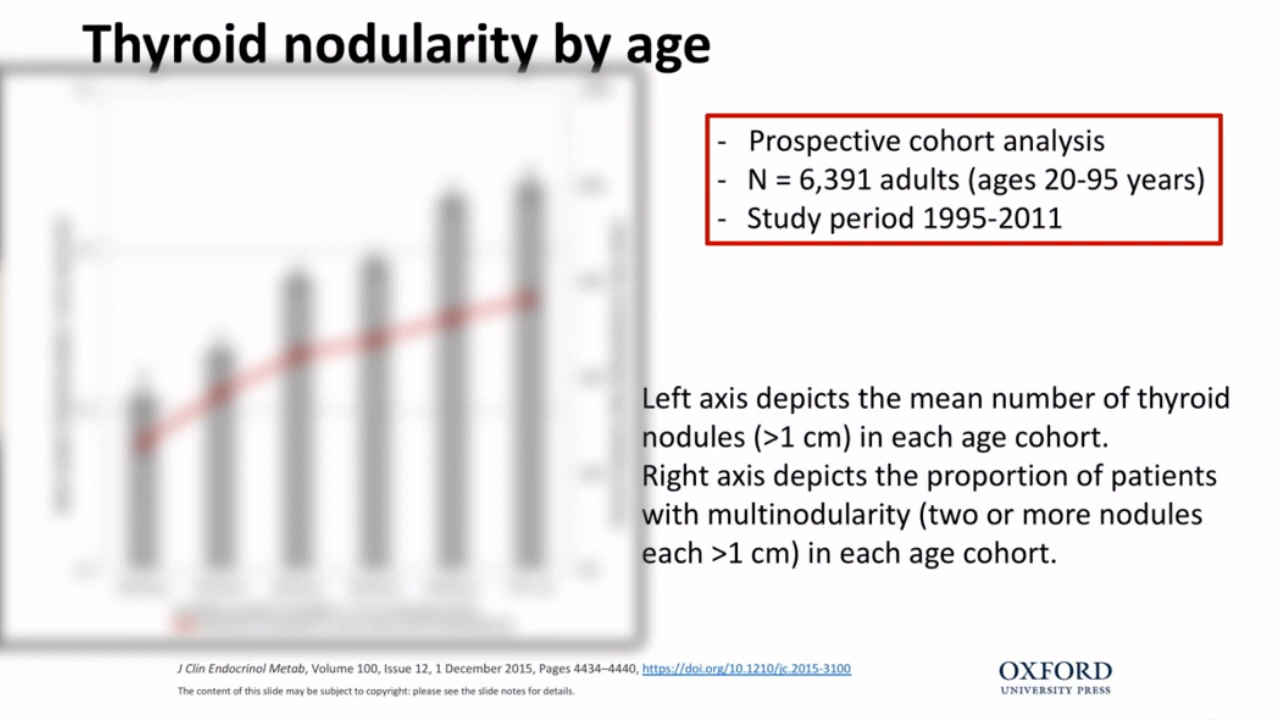 Thyroid nodularity by age
- Prospective cohort analysis
- N = 6,391 adults (ages 20-95 years)
- Study period 1995-2011
Left axis depicts the mean number of thyroid
nodules (>1 cm) in each age cohort.
Right axis depicts the proportion of patients
with multinodularity (two or more nodules
each >1 cm) in each age cohort.
J Clin Endocrinol Metab, Volume 100, Issue 12, 1 December 2015, Pages 4434–4440, https://doi.org/10.1210/jc.2015-3100
The content of this slide may be subject to copyright: please see the slide notes for details.
OXFORD
UNIVERSITY PRESS